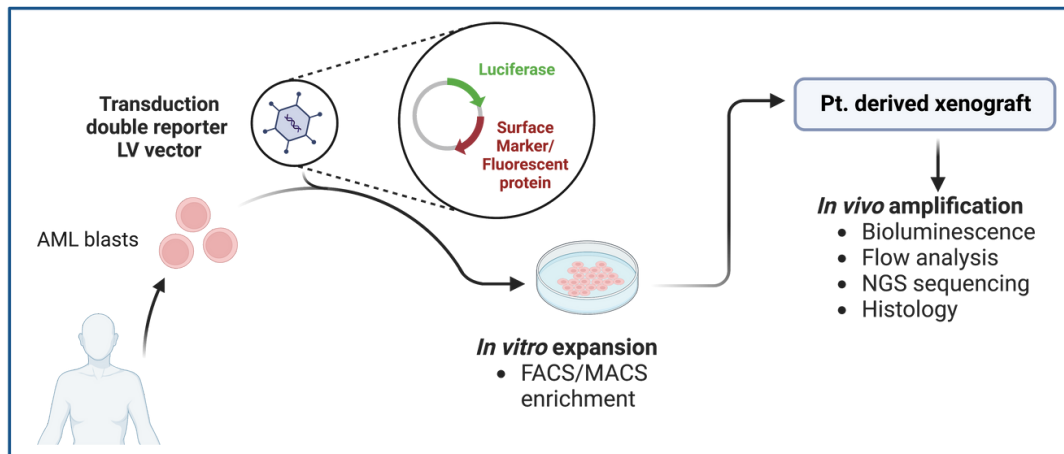 Transduction
double reporter
LV vector
Luciferase
Surface
Marker/
Fluorescent
protein
AML blasts
In vitro expansion
• FACS/MACS
enrichment
Pt. derived xenograft
In vivo amplification
• Bioluminescence
• Flow analysis
• NGS sequencing
• Histology